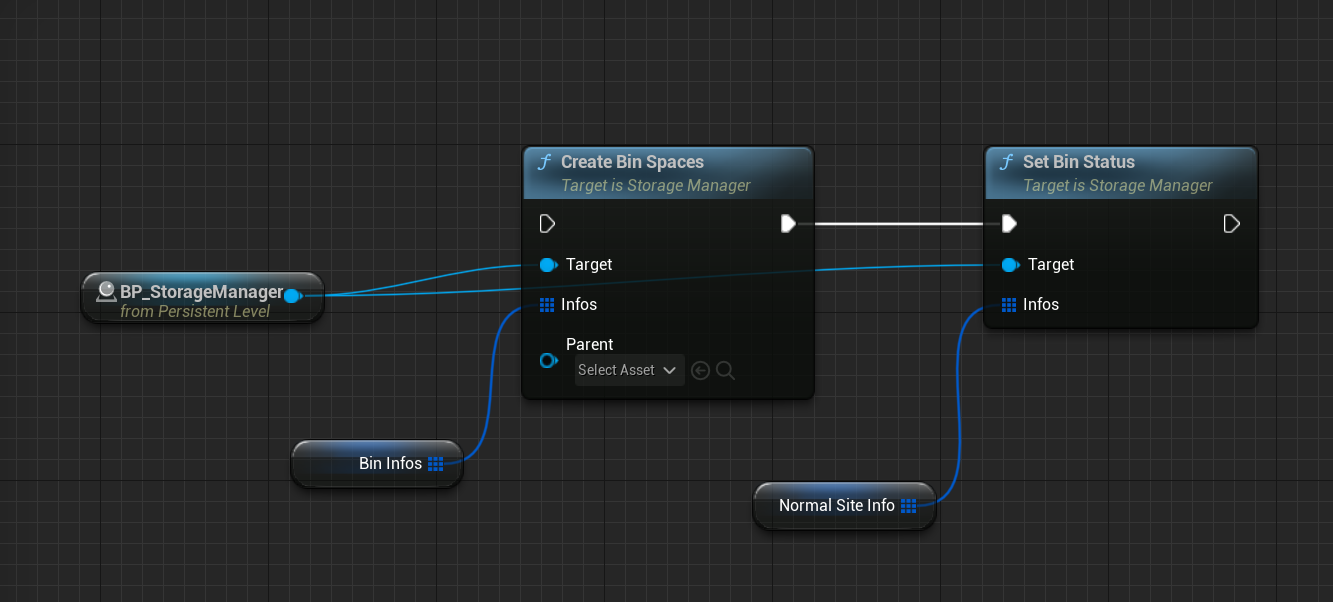 Create Bin Spaces
Target is Storage Manager
Target
Infos
Parent
Select Asset
Set Bin Status
Target is Storage Manager
Target
Infos
BP_StorageManager
from Persistent Level
Bin Infos
Normal Site Info